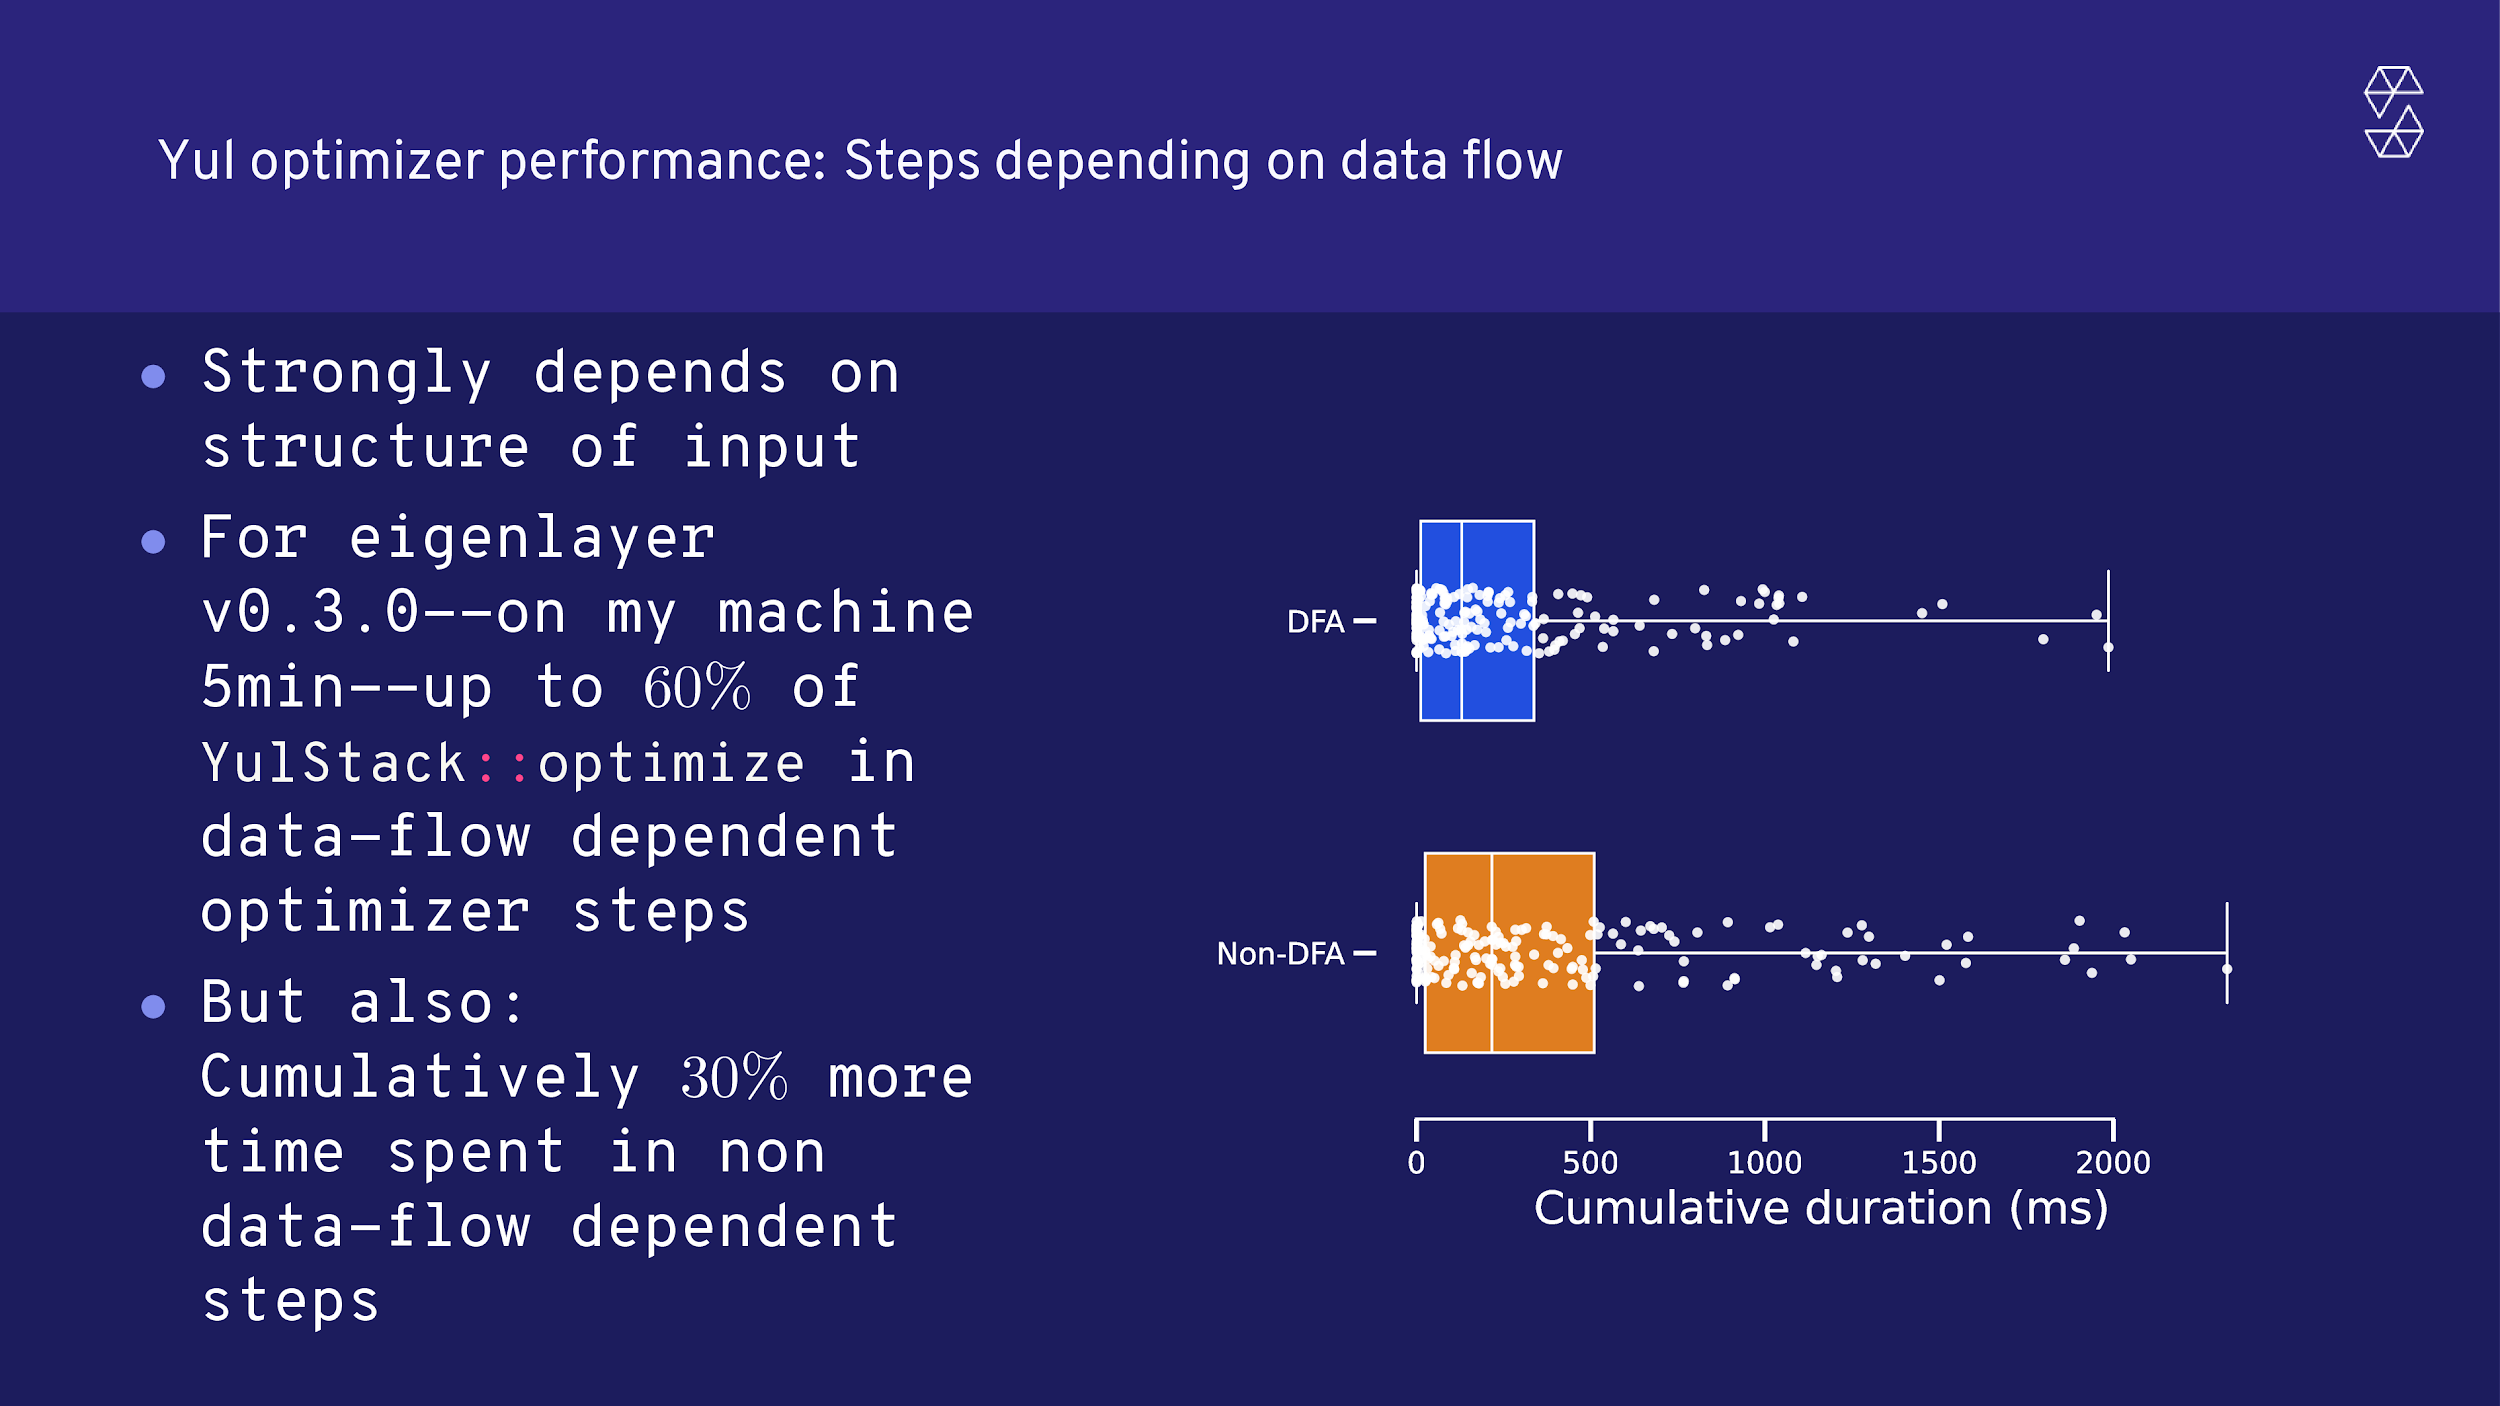 Yul optimizer performance: Steps depending on data flow
Strongly depends on
structure of input
For eigenlayer
v0.3.0--on my machine
5min--up to 60% of
YulStack::optimize in
data-flow dependent
optimizer steps
But also:
Cumulatively 30% more
time spent in non
data-flow dependent
steps
DFA
Non-DFA
0 500 1000 1500 2000
Cumulative duration (ms)